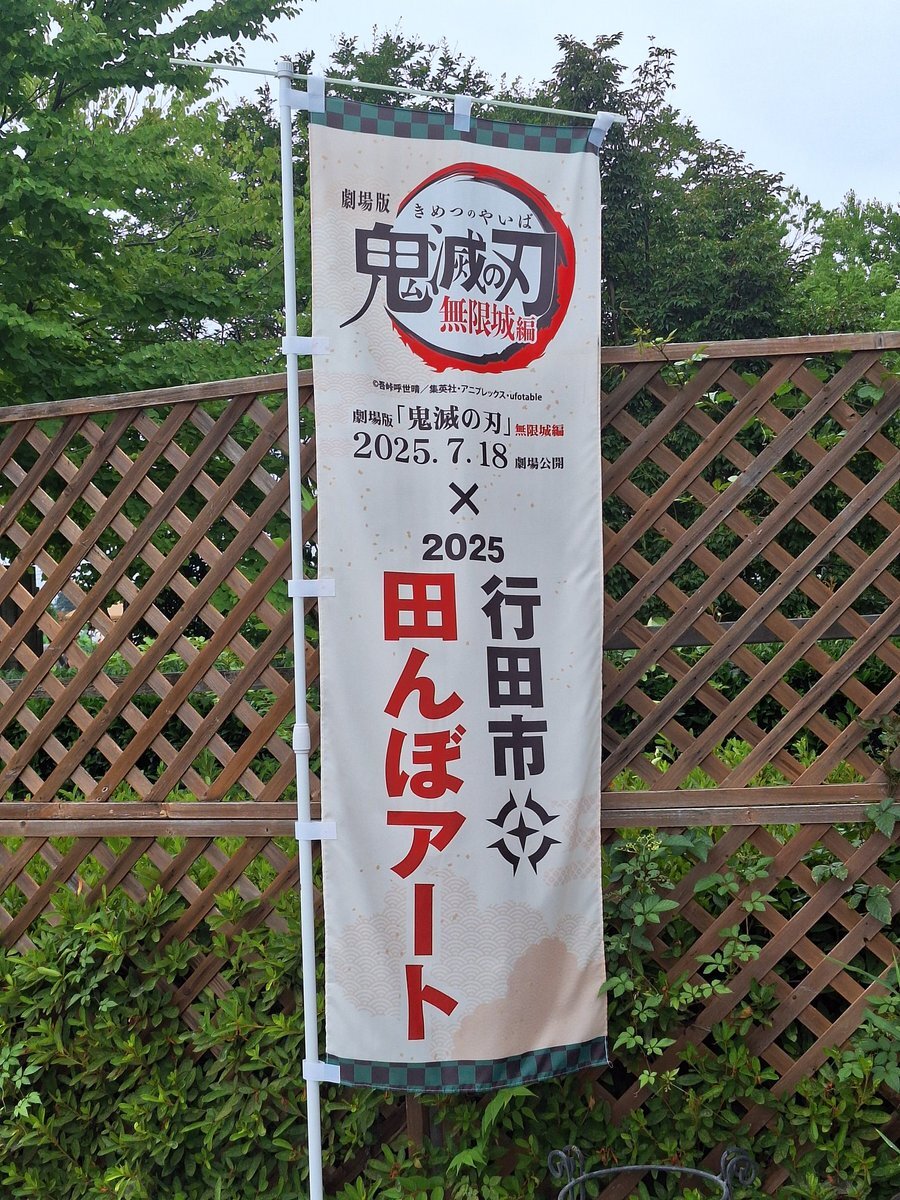 劇場版
きめつのやいば
鬼滅の刃
無限城編
©吾峠呼世晴／集英社・アニプレックス・ufotable
劇場版「鬼滅の刃」無限城編
2025.7.18 劇場公開
×
2025
行田市
田んぼアート